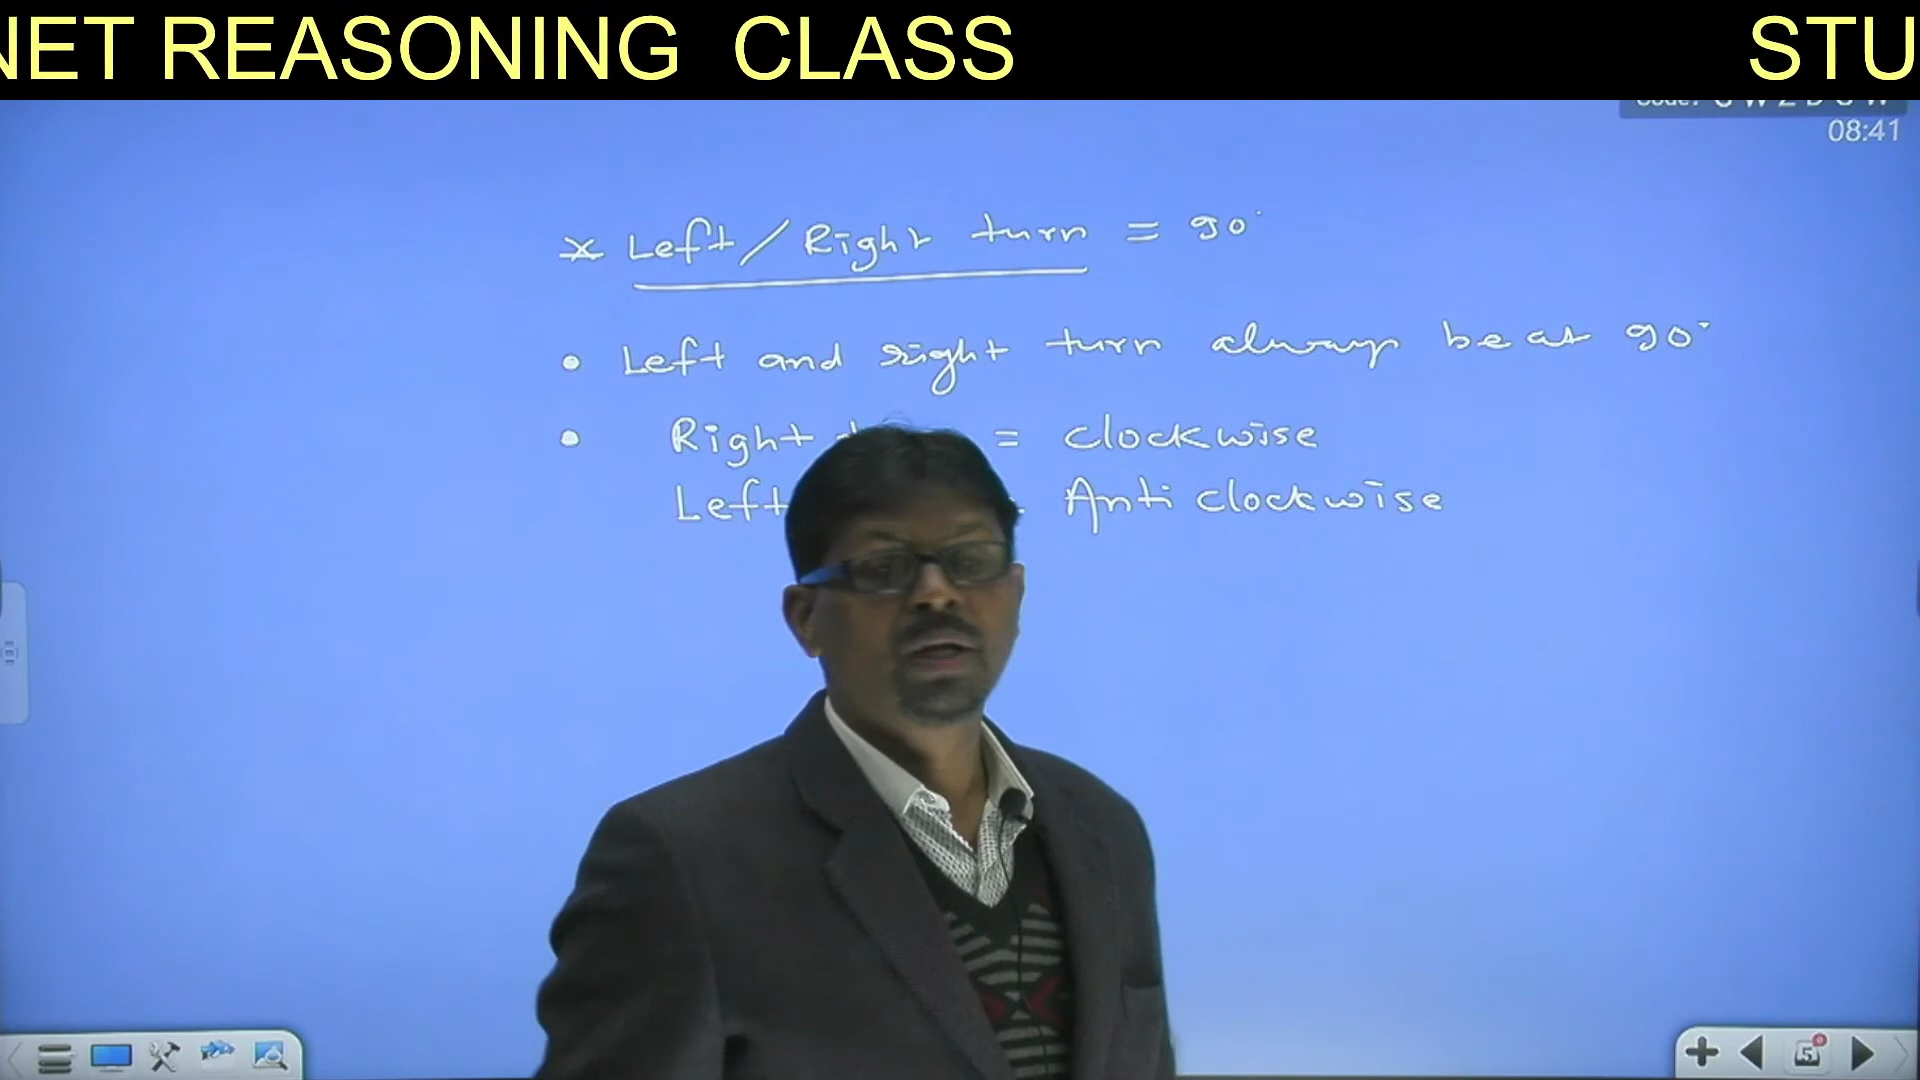 NET REASONING CLASS STU
08:41
* Left/Right turn = 90°
• Left and right turn always be at 90°
• Right = Clockwise
Left Anti clockwise
5